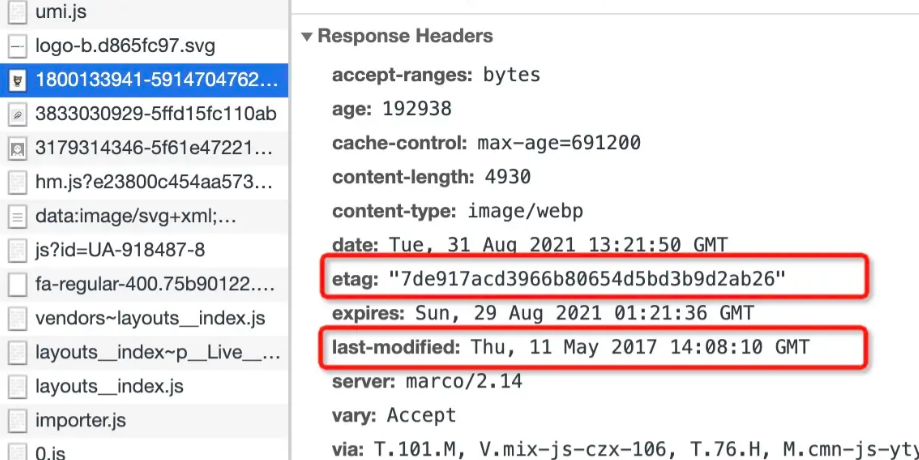 umi.js
logo-b.d865fc97.svg
1800133941-5914704762...
3833030929-5ffd15fc110ab
3179314346-5f61e47221...
hm.js?e23800c454aa573...
data:image/svg+xml;...
js?id=UA-918487-8
fa-regular-400.75b90122....
vendors~layouts__index.js
layouts__index~p__Live__...
layouts__index.js
importer.js
0.js
Response Headers
accept-ranges: bytes
age: 192938
cache-control: max-age=691200
content-length: 4930
content-type: image/webp
date: Tue, 31 Aug 2021 13:21:50 GMT
etag: "7de917acd3966b80654d5bd3b9d2ab26"
expires: Sun, 29 Aug 2021 01:21:36 GMT
last-modified: Thu, 11 May 2017 14:08:10 GMT
server: marco/2.14
vary: Accept
via: T.101.M, V.mix-js-czx-106, T.76.H, M.cmn-js-yty